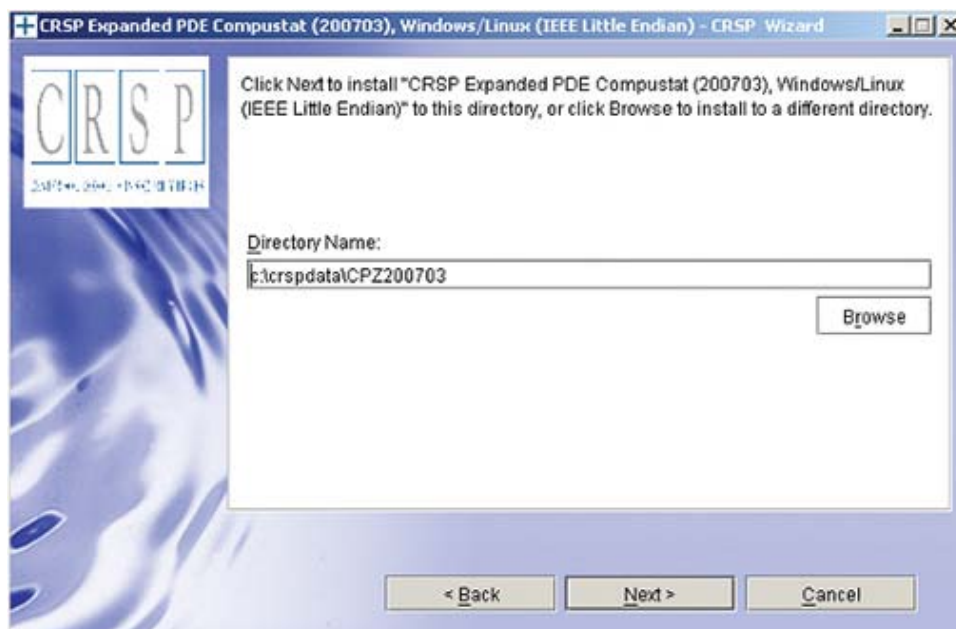 CRSP Expanded PDE Compustat (200703), Windows/Linux (IEEE Little Endian) - CRSP Wizard
CRSP
Click Next to install "CRSP Expanded PDE Compustat (200703), Windows/Linux
(IEEE Little Endian)" to this directory, or click Browse to install to a different directory.
Directory Name:
c:\crspdata\CPZ200703
Browse
< Back
Next >
Cancel